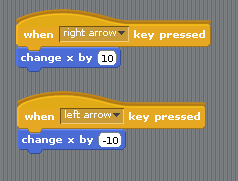 when right arrow key pressed
change x by 10
when left arrow key pressed
change x by -10